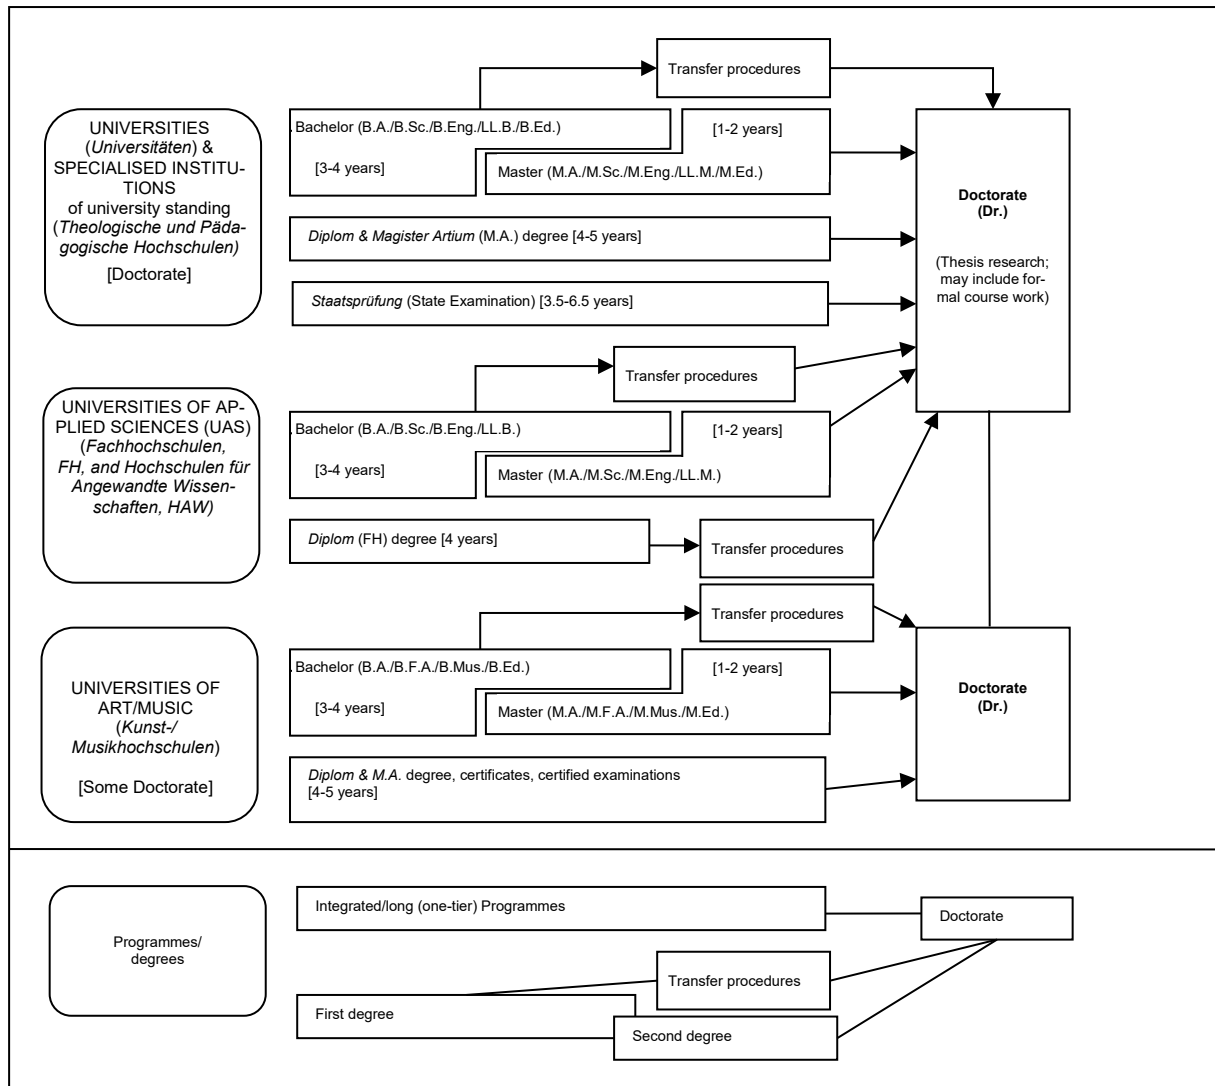 Transfer procedures
UNIVERSITIES
(Universitäten) &
SPECIALISED INSTITU-
TIONS
of university standing
(Theologische und Päda-
gogische Hochschulen)
[Doctorate]
. Bachelor (B.A./B.Sc./B.Eng./LL.B./B.Ed.)
[3-4 years]
[1-2 years]
Master (M.A./M.Sc./M.Eng./LL.M./M.Ed.)
Diplom & Magister Artium (M.A.) degree [4-5 years]
Staatsprüfung (State Examination) [3.5-6.5 years]
Doctorate
(Dr.)
(Thesis research;
may include for-
mal course work)
Transfer procedures
UNIVERSITIES OF AP-
PLIED SCIENCES (UAS)
(Fachhochschulen,
FH, and Hochschulen für
Angewandte Wissen-
schaften, HAW)
. Bachelor (B.A./B.Sc./B.Eng./LL.B.)
[3-4 years]
[1-2 years]
Master (M.A./M.Sc./M.Eng./LL.M.)
Diplom (FH) degree [4 years]
Transfer procedures
Transfer procedures
UNIVERSITIES OF
ART/MUSIC
(Kunst-/
Musikhochschulen)
[Some Doctorate]
. Bachelor (B.A./B.F.A./B.Mus./B.Ed.)
[3-4 years]
[1-2 years]
Master (M.A./M.F.A./M.Mus./M.Ed.)
Diplom & M.A. degree, certificates, certified examinations
[4-5 years]
Doctorate
(Dr.)
Programmes/
degrees
Integrated/long (one-tier) Programmes
Doctorate
Transfer procedures
First degree
Second degree